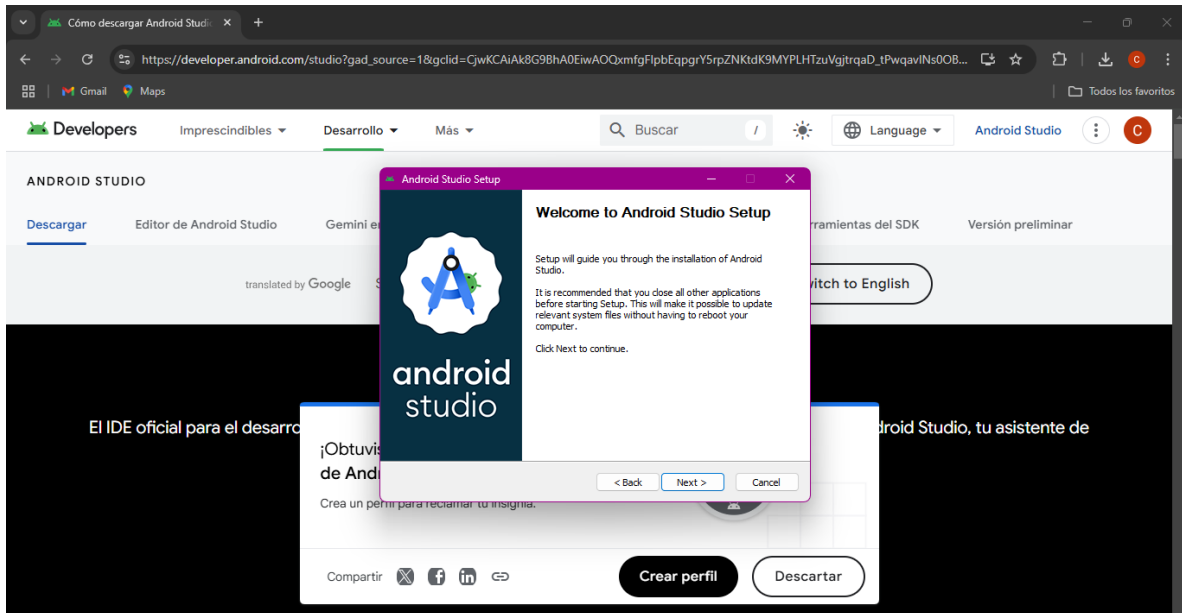 Cómo descargar Android Studio
https://developer.android.com/studio?gad_source=1&gclid=CjwKCAiAk8G9BhA0EiwAOQxmfgFlpbEqpgrY5rpZNKtdK9MYPLHTzuVgjtrqaD_tPwqavINs0OB...
Gmail Maps Todos los favoritos
Developers Imprescindibles Desarrollo Más Buscar / Language Android Studio C
ANDROID STUDIO
Descargar Editor de Android Studio Gemini e rramientas del SDK Versión preliminar
translated by Google S vitch to English
El IDE oficial para el desarro droid Studio, tu asistente de
¡Obtuvis
de Andr
Crea un perfil para reclamar tu insignia.
Compartir Crear perfil Descartar
Android Studio Setup
android
studio
Welcome to Android Studio Setup
Setup will guide you through the installation of Android
Studio.
It is recommended that you close all other applications
before starting Setup. This will make it possible to update
relevant system files without having to reboot your
computer.
Click Next to continue.
< Back Next > Cancel